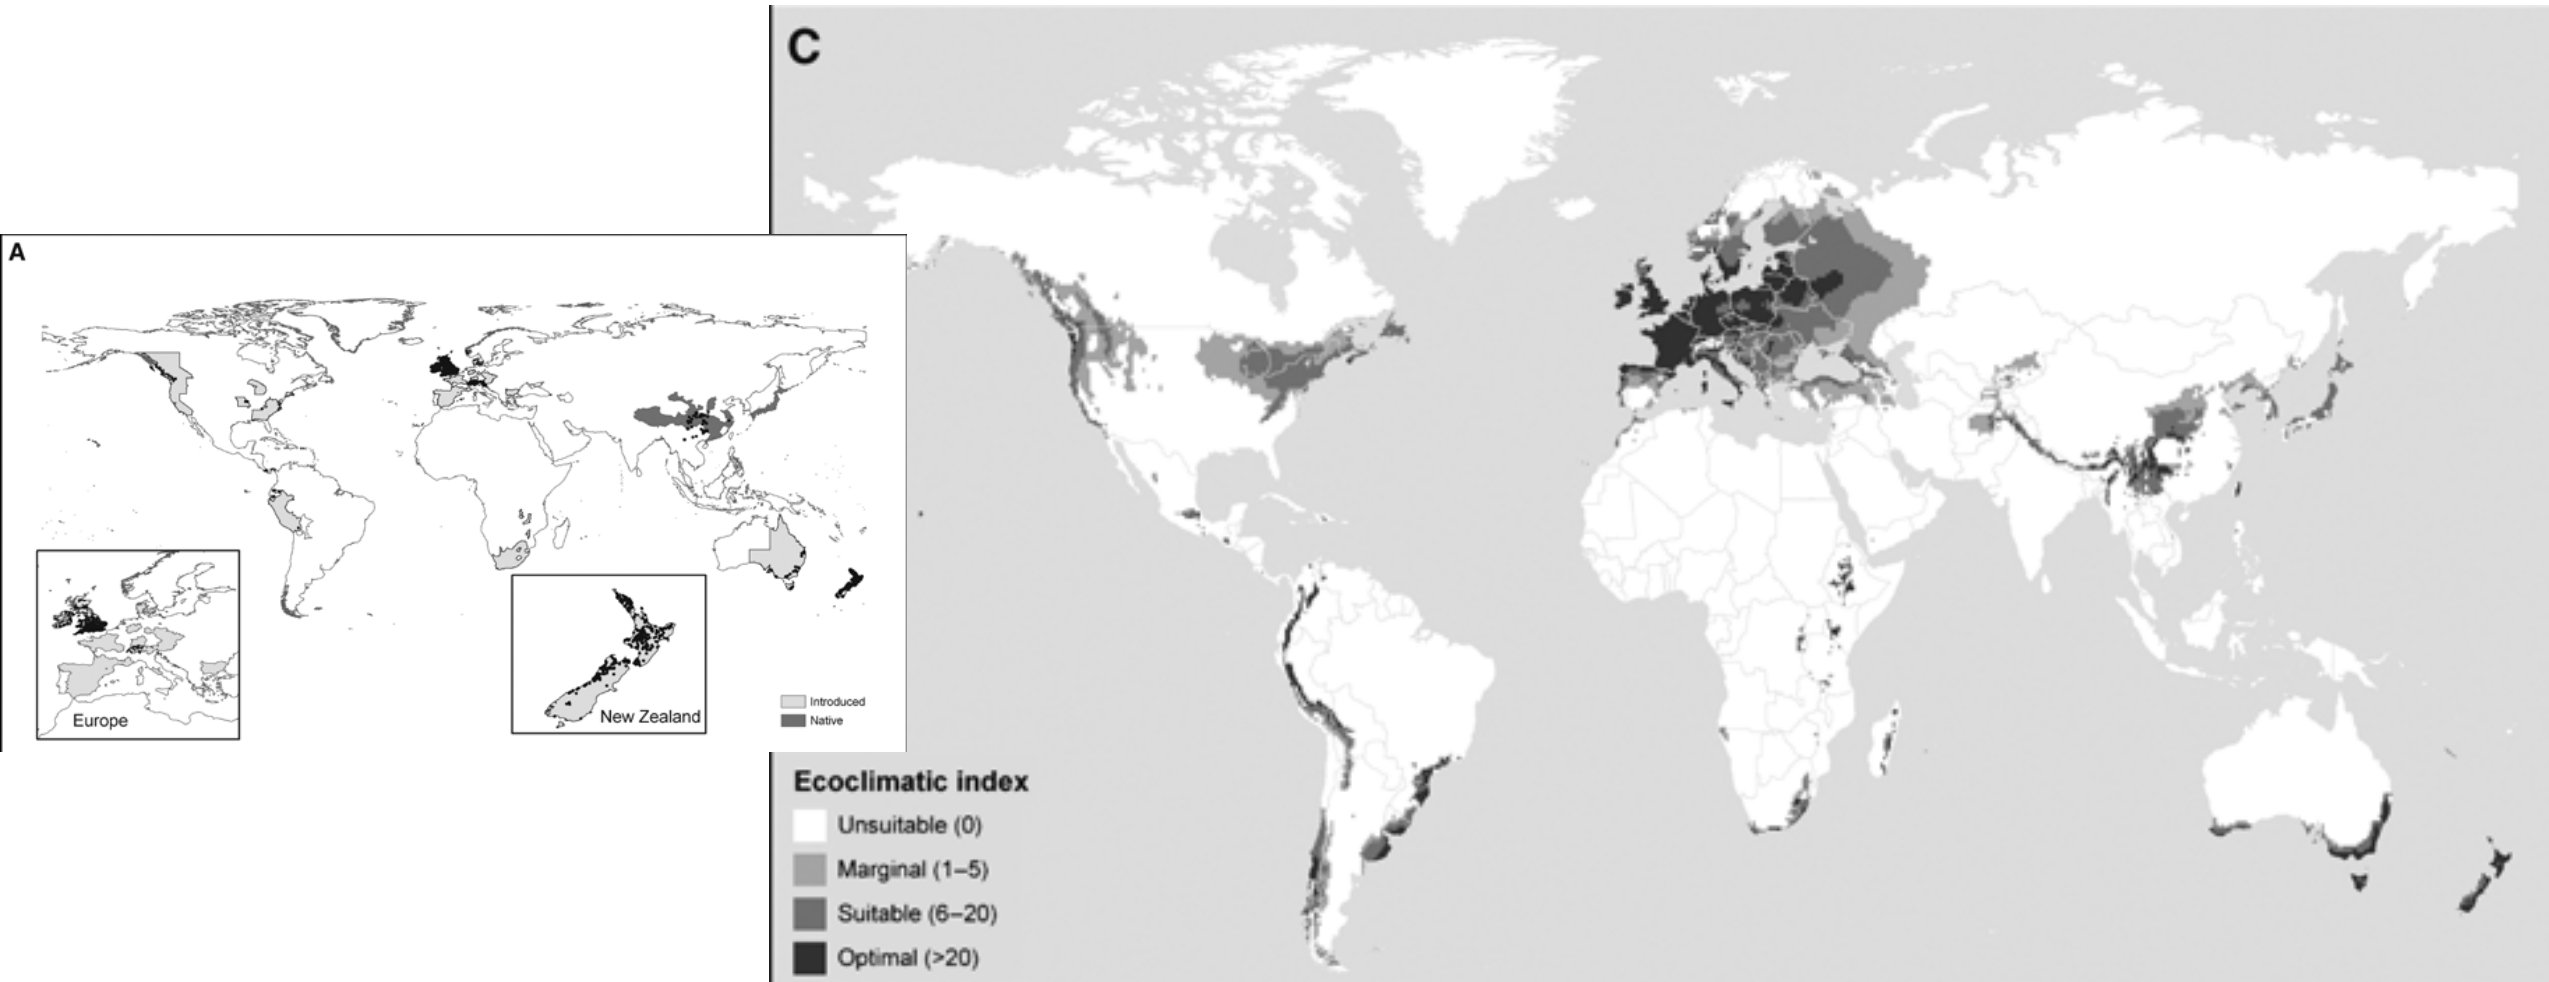 A
Europe
New Zealand
Introduced
Native
C
Ecoclimatic index
Unsuitable (0)
Marginal (1–5)
Suitable (6–20)
Optimal (>20)